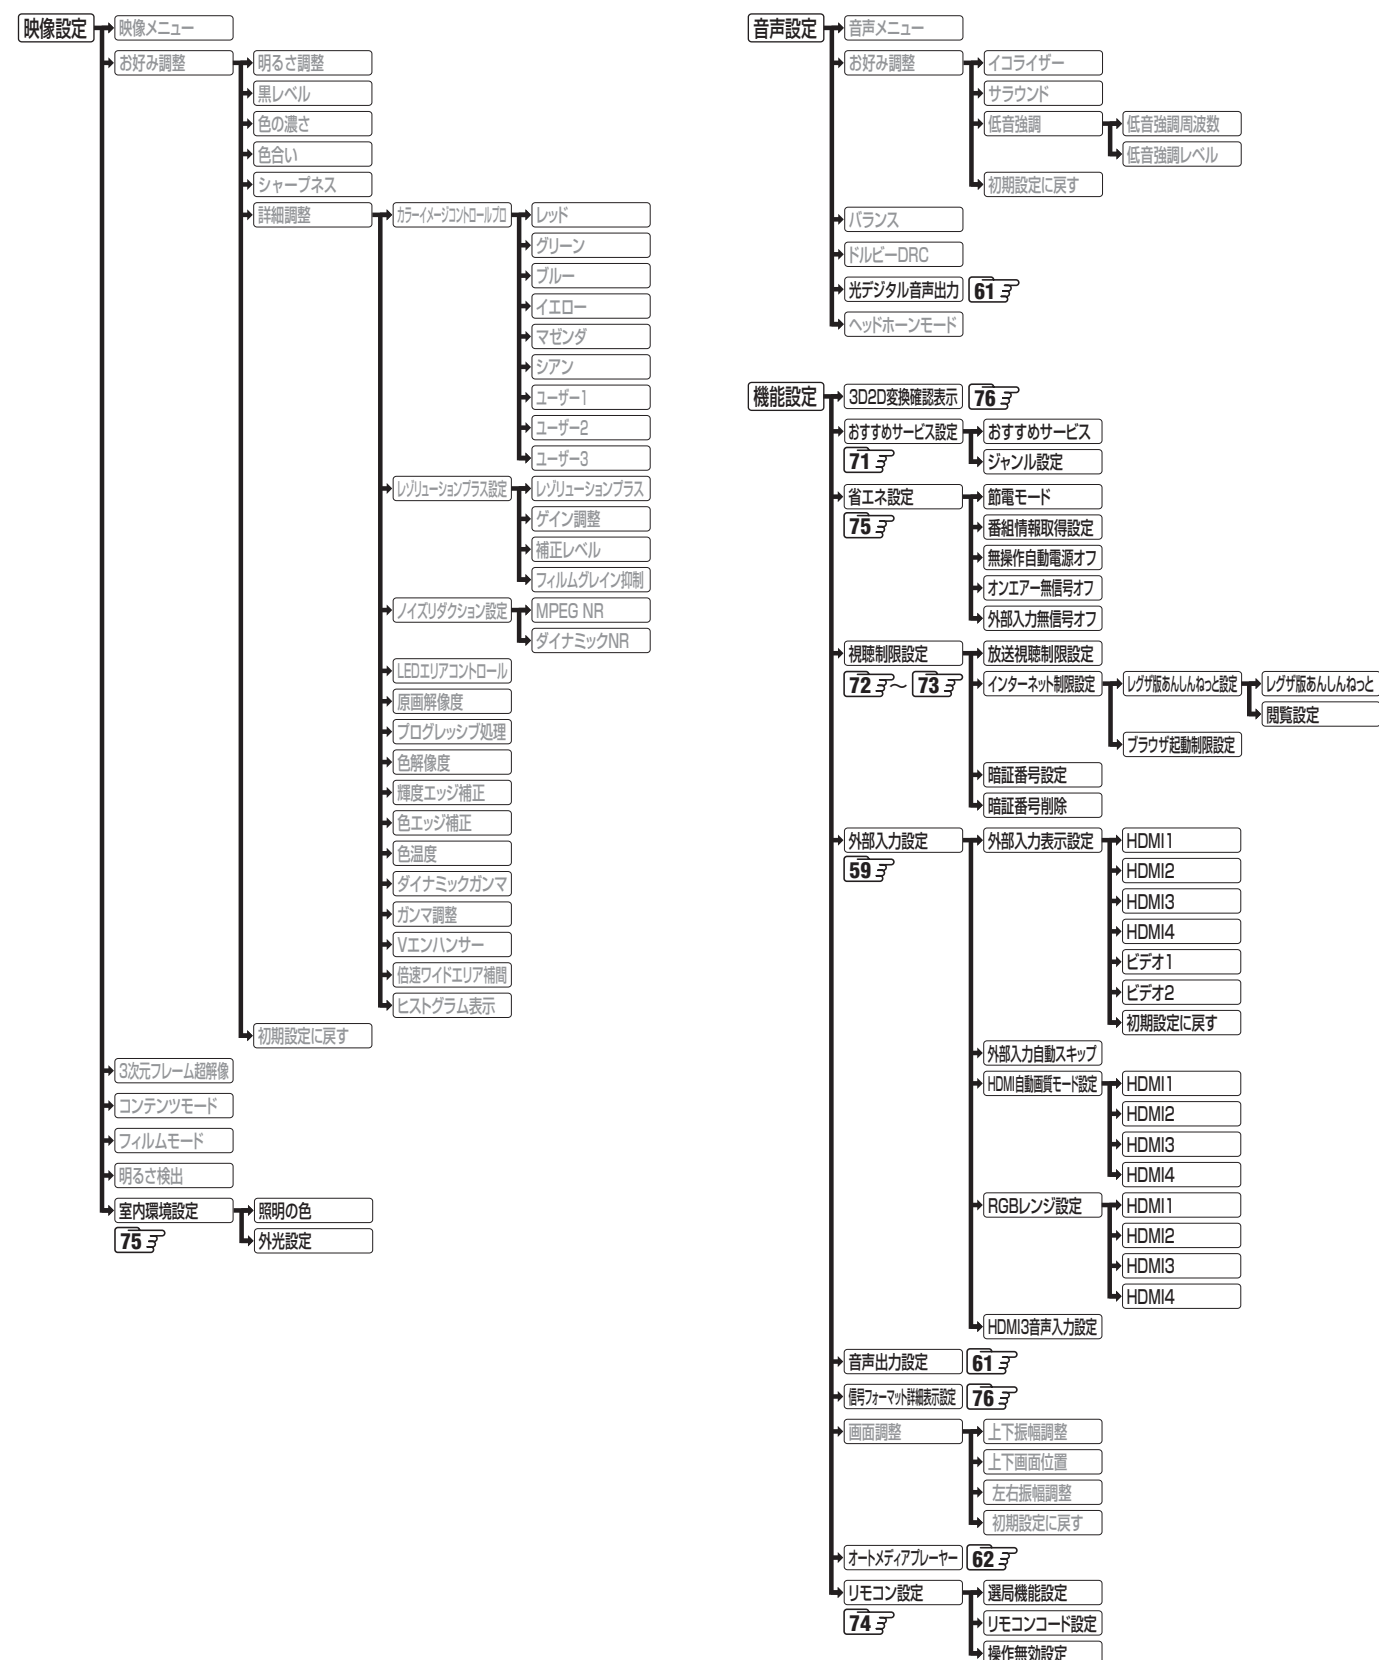 映像設定
映像メニュー
お好み調整
明るさ調整
黒レベル
色の濃さ
色合い
シャープネス
詳細調整
カラーイメージコントロールプロ
レッド
グリーン
ブルー
イエロー
マゼンダ
シアン
ユーザー1
ユーザー2
ユーザー3
レゾリューションプラス設定
レゾリューションプラス
ゲイン調整
補正レベル
フィルムグレイン抑制
ノイズリダクション設定
MPEG NR
ダイナミックNR
LEDエリアコントロール
原画解像度
プログレッシブ処理
色解像度
輝度エッジ補正
色エッジ補正
色温度
ダイナミックガンマ
ガンマ調整
Vエンハンサー
倍速ワイドエリア補間
ヒストグラム表示
初期設定に戻す
3次元フレーム超解像
コンテンツモード
フィルムモード
明るさ検出
室内環境設定
75
照明の色
外光設定
音声設定
音声メニュー
お好み調整
イコライザー
サラウンド
低音強調
低音強調周波数
低音強調レベル
初期設定に戻す
バランス
ドルビーDRC
光デジタル音声出力 61
ヘッドホーンモード
機能設定
3D2D変換確認表示 76
おすすめサービス設定
71
おすすめサービス
ジャンル設定
省エネ設定
75
節電モード
番組情報取得設定
無操作自動電源オフ
オンエアー無信号オフ
外部入力無信号オフ
視聴制限設定
72～73
放送視聴制限設定
インターネット制限設定
レグザ版あんしんねっと設定
レグザ版あんしんねっと
閲覧設定
ブラウザ起動制限設定
暗証番号設定
暗証番号削除
外部入力設定
59
外部入力表示設定
HDMI1
HDMI2
HDMI3
HDMI4
ビデオ1
ビデオ2
初期設定に戻す
外部入力自動スキップ
HDMI自動画質モード設定
HDMI1
HDMI2
HDMI3
HDMI4
RGBレンジ設定
HDMI1
HDMI2
HDMI3
HDMI4
HDMI3音声入力設定
音声出力設定 61
信号フォーマット詳細表示設定 76
画面調整
上下振幅調整
上下画面位置
左右振幅調整
初期設定に戻す
オートメディアプレーヤー 62
リモコン設定
74
選局機能設定
リモコンコード設定
操作無効設定